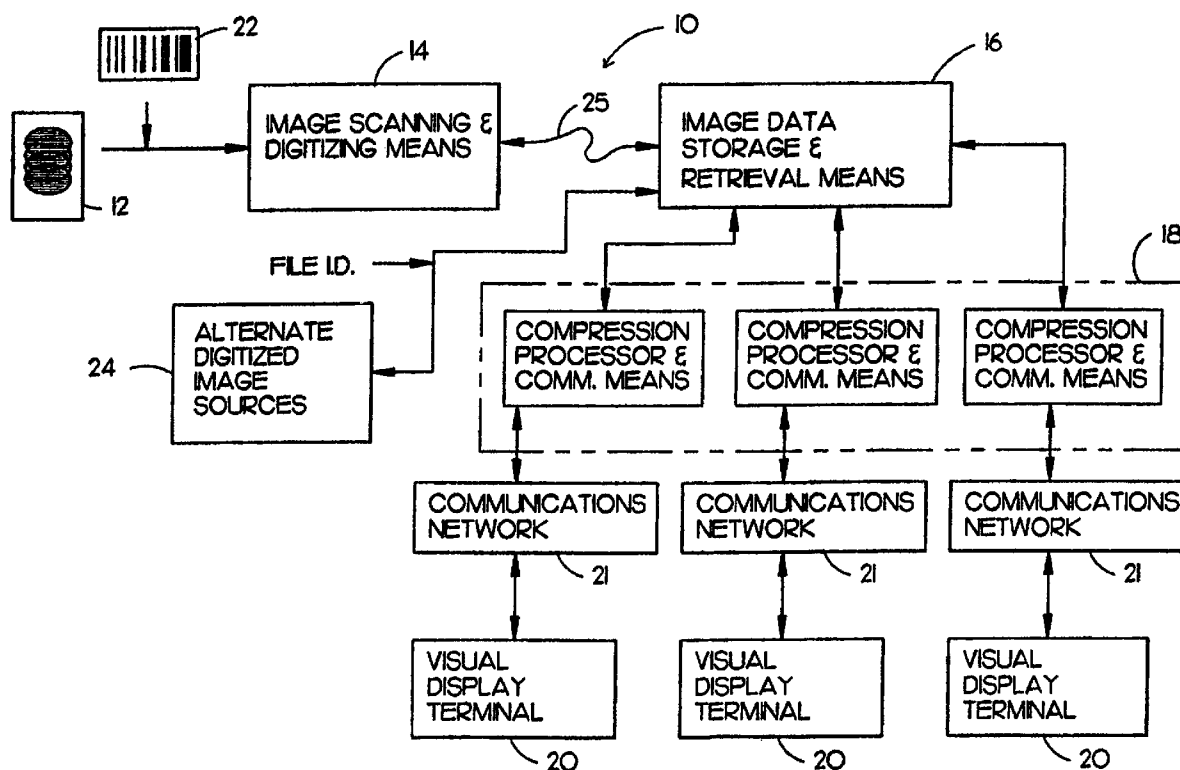 22
14
10
16
IMAGE SCANNING &
DIGITIZING MEANS
25
IMAGE DATA
STORAGE &
RETRIEVAL MEANS
12
FILE I.D.
18
ALTERNATE
DIGITIZED
IMAGE
SOURCES
24
COMPRESSION
PROCESSOR &
COMM. MEANS
COMPRESSION
PROCESSOR &
COMM. MEANS
COMPRESSION
PROCESSOR &
COMM. MEANS
COMMUNICATIONS
NETWORK
COMMUNICATIONS
NETWORK
COMMUNICATIONS
NETWORK
21
21
21
VISUAL
DISPLAY
TERMINAL
VISUAL
DISPLAY
TERMINAL
VISUAL
DISPLAY
TERMINAL
20
20
20